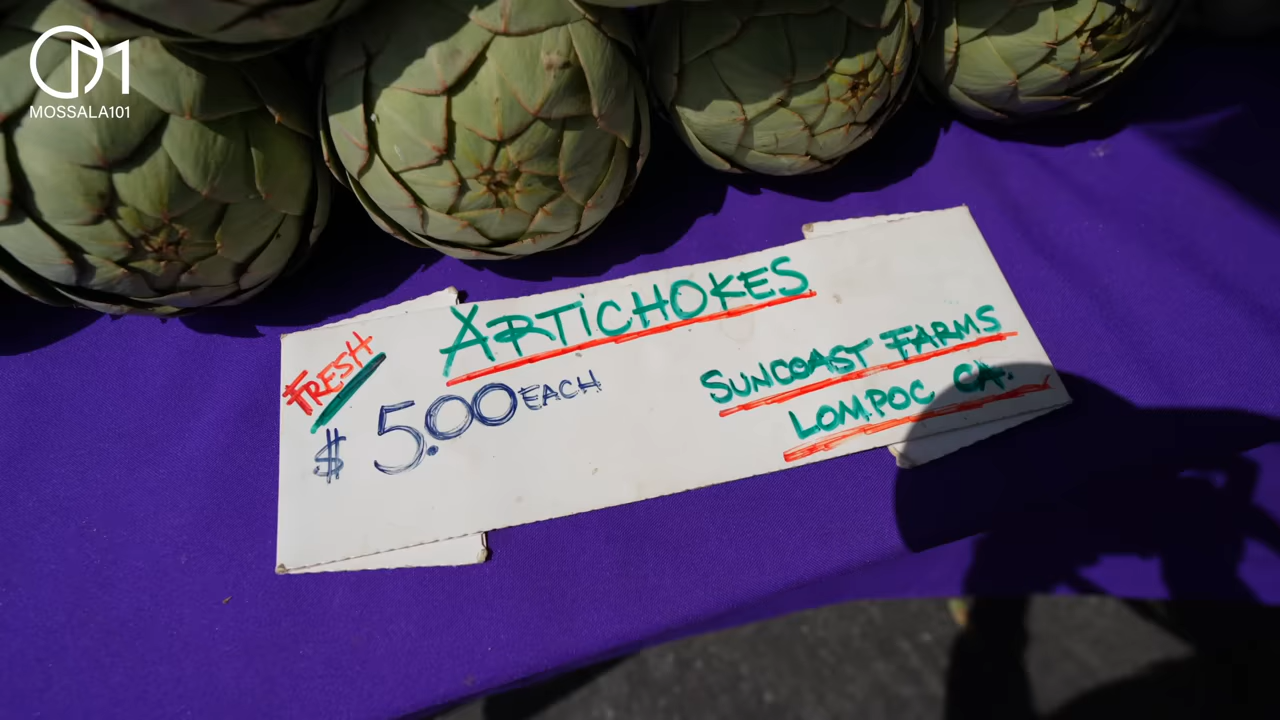 MOSSALA101
FRESH
ARTiCHOKES
$ 5.00 EACH
SUNCOAST FARMS
LOMPOC CA.